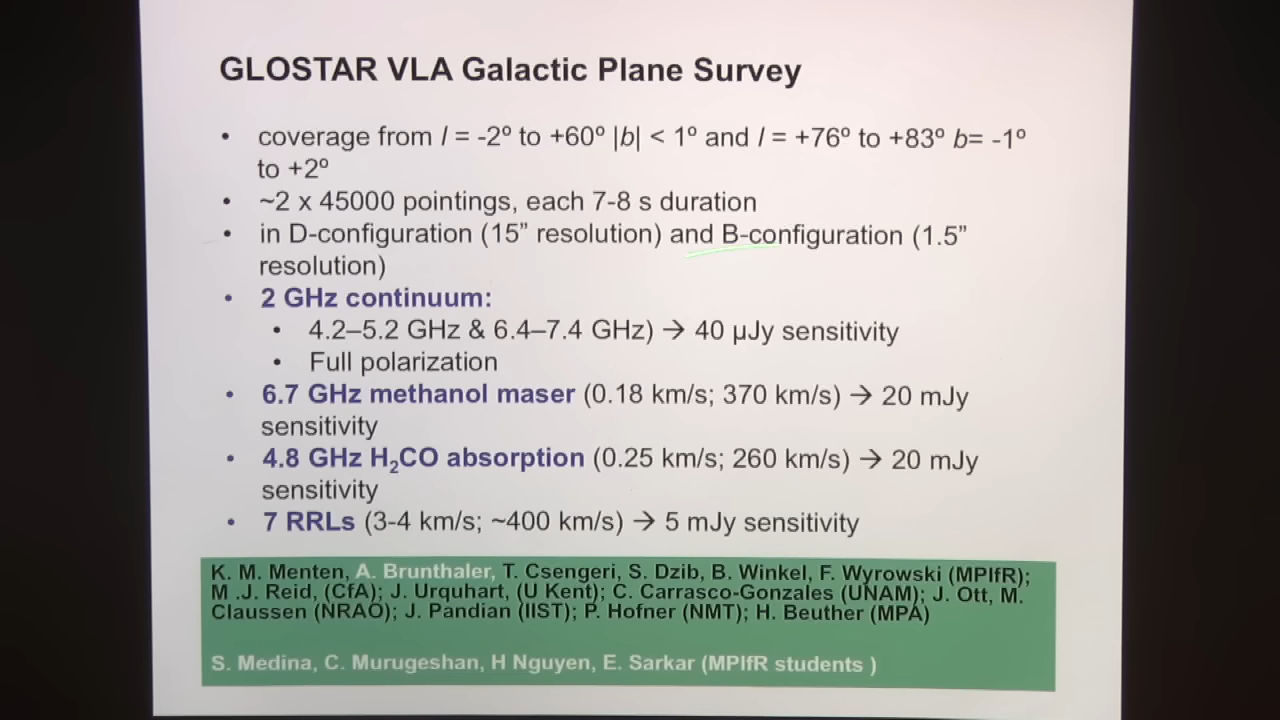 GLOSTAR VLA Galactic Plane Survey
• coverage from l = -2º to +60º |b| < 1º and l = +76º to +83º b= -1º
to +2º
• ~2 x 45000 pointings, each 7-8 s duration
• in D-configuration (15” resolution) and B-configuration (1.5”
resolution)
• 2 GHz continuum:
• 4.2–5.2 GHz & 6.4–7.4 GHz) → 40 µJy sensitivity
• Full polarization
• 6.7 GHz methanol maser (0.18 km/s; 370 km/s) → 20 mJy
sensitivity
• 4.8 GHz H₂CO absorption (0.25 km/s; 260 km/s) → 20 mJy
sensitivity
• 7 RRLs (3-4 km/s; ~400 km/s) → 5 mJy sensitivity
K. M. Menten, A. Brunthaler, T. Csengeri, S. Dzib, B. Winkel, F. Wyrowski (MPIfR);
M .J. Reid, (CfA); J. Urquhart, (U Kent); C. Carrasco-Gonzales (UNAM); J. Ott, M.
Claussen (NRAO); J. Pandian (IIST); P. Hofner (NMT); H. Beuther (MPA)
S. Medina, C. Murugeshan, H Nguyen, E. Sarkar (MPIfR students )